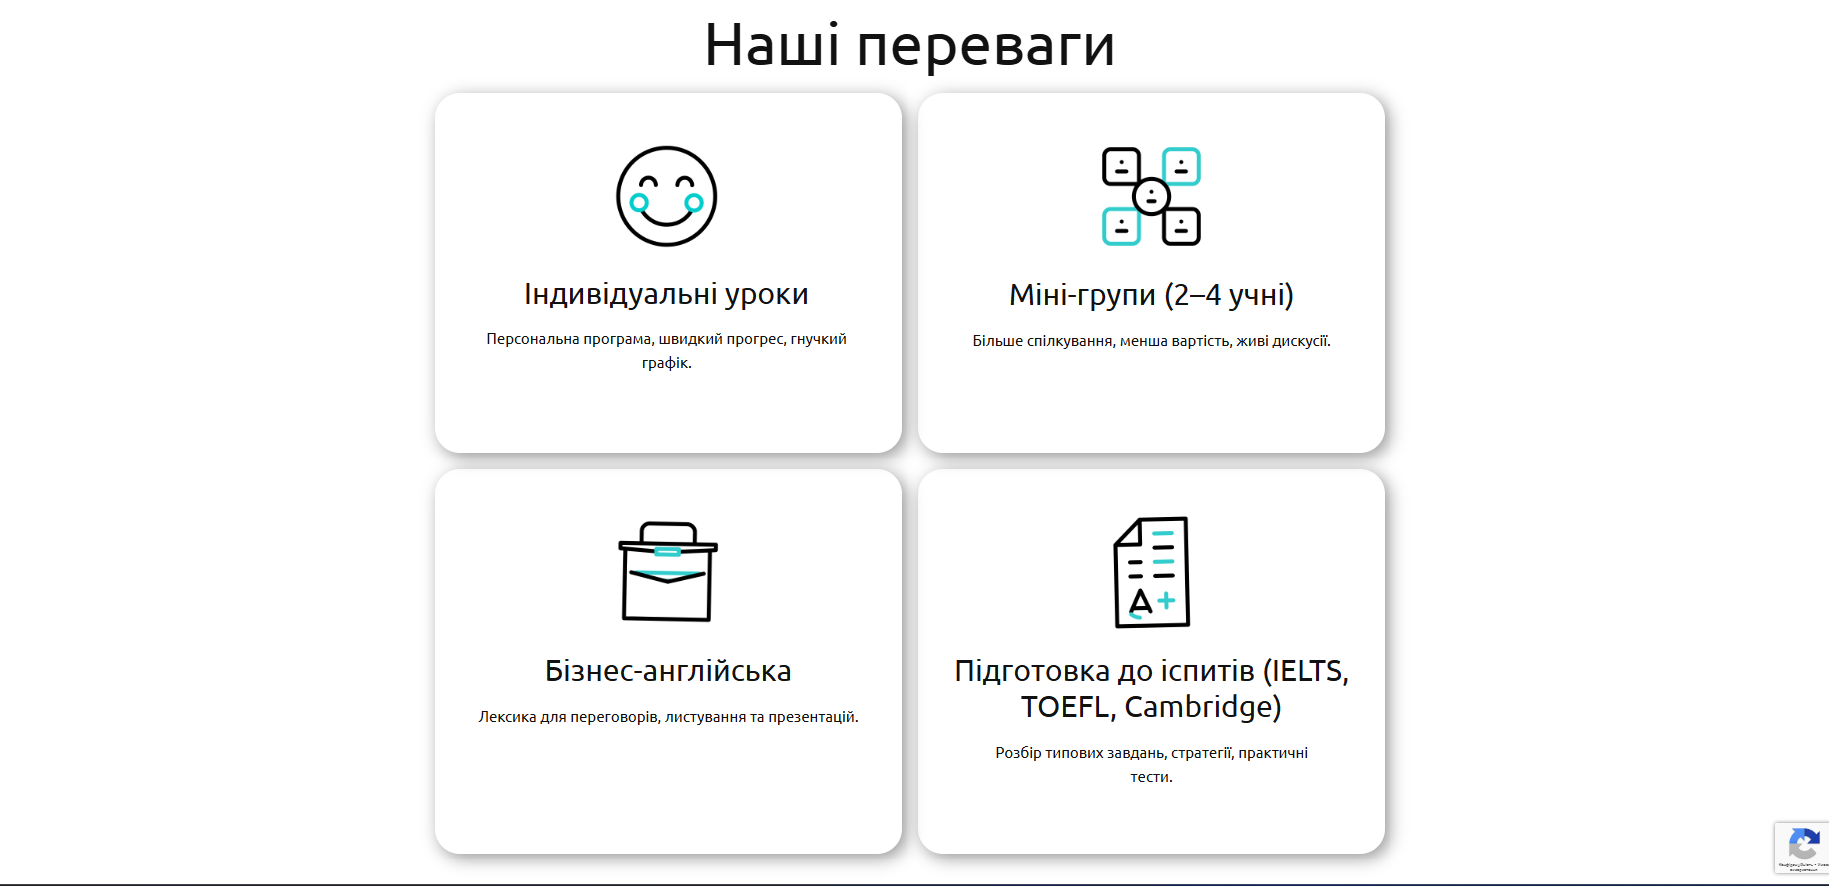 Наші переваги
Індивідуальні уроки
Персональна програма, швидкий прогрес, гнучкий
графік.
Міні-групи (2–4 учні)
Більше спілкування, менша вартість, живі дискусії.
Бізнес-англійська
Лексика для переговорів, листування та презентацій.
A+
Підготовка до іспитів (IELTS,
TOEFL, Cambridge)
Розбір типових завдань, стратегії, практичні
тести.